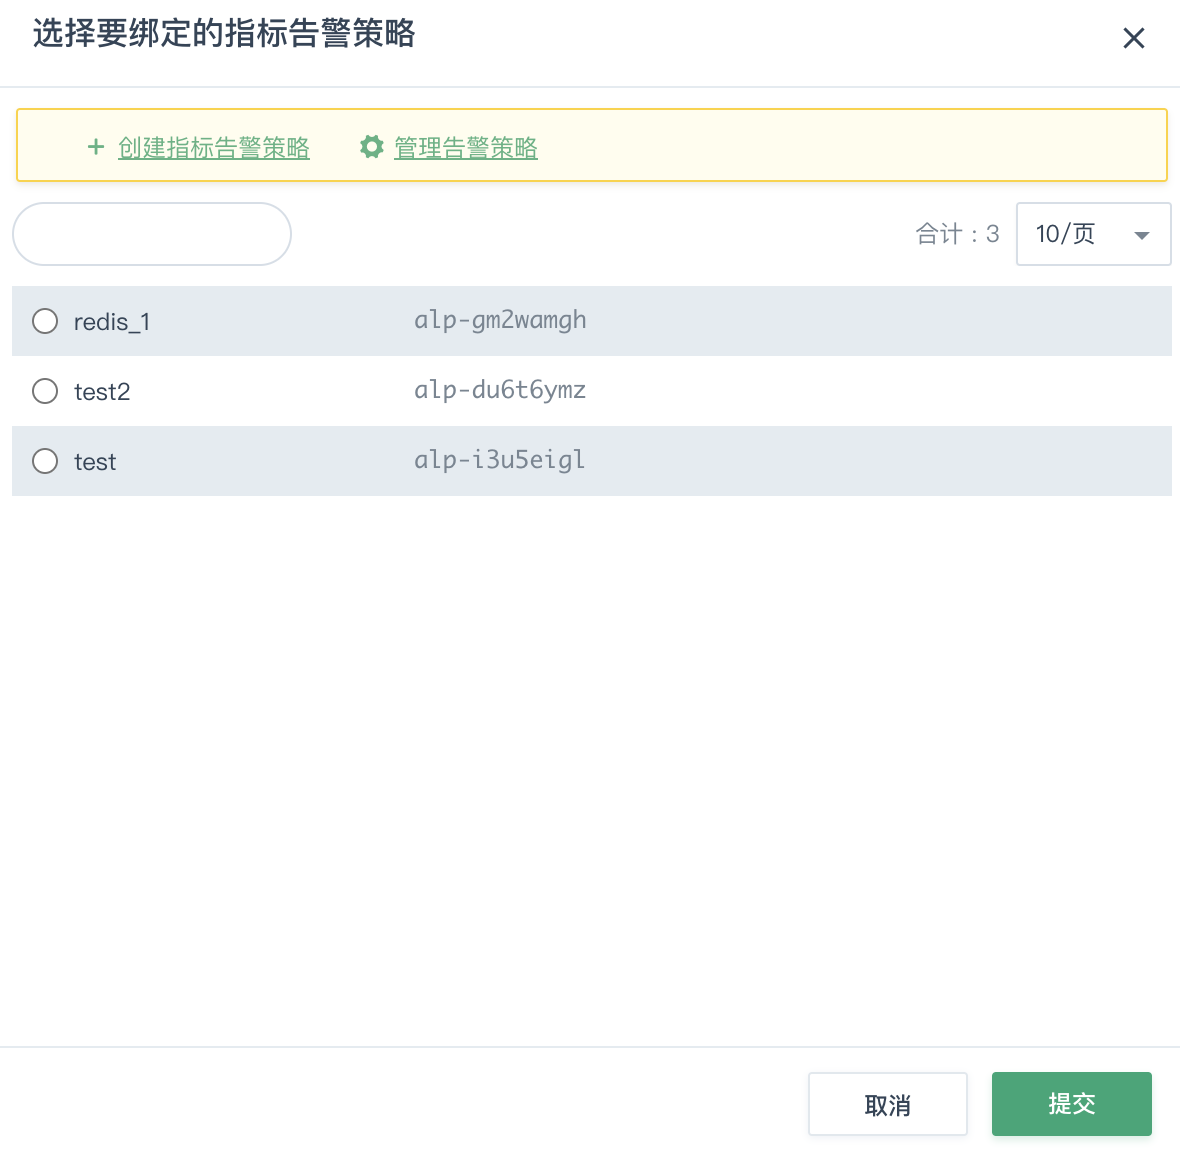 选择要绑定的指标告警策略
+ 创建指标告警策略 管理告警策略
合计：3 10/页
redis_1 alp-gm2wamgh
test2 alp-du6t6ymz
test alp-i3u5eigl
取消 提交